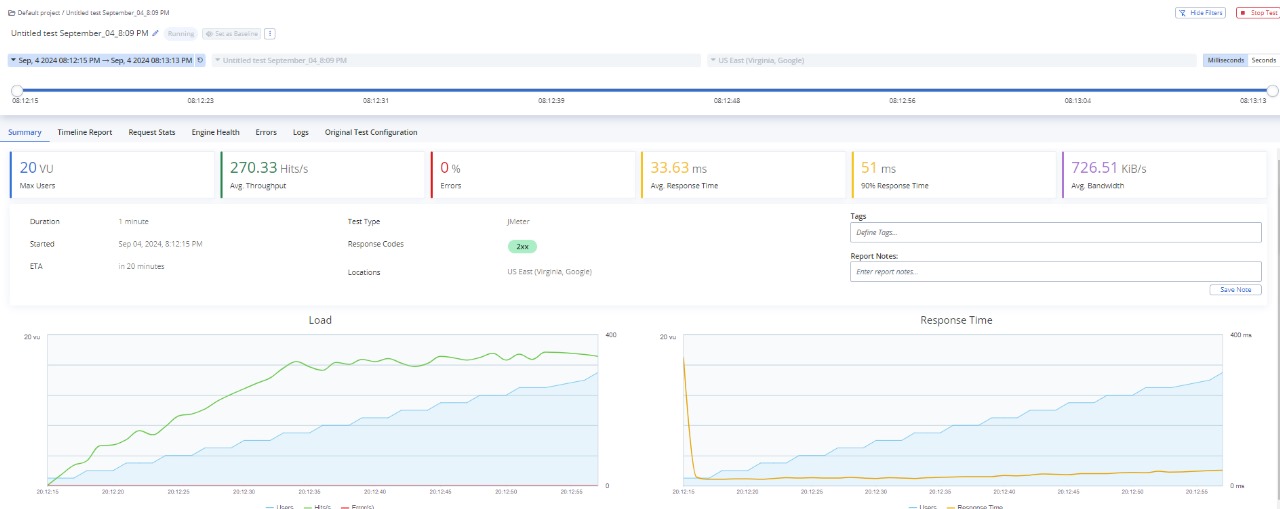 Default project / Untitled test September_04_8:09 PM
Hide Filters
Stop Test
Untitled test September_04_8:09 PM
Running
Set as Baseline
Sep, 4 2024 08:12:15 PM → Sep, 4 2024 08:13:13 PM
Untitled test September_04_8:09 PM
US East (Virginia, Google)
Milliseconds
Seconds
08:12:15 08:12:23 08:12:31 08:12:39 08:12:48 08:12:56 08:13:04 08:13:13
Summary Timeline Report Request Stats Engine Health Errors Logs Original Test Configuration
20 VU
Max Users
270.33 Hits/s
Avg. Throughput
0 %
Errors
33.63 ms
Avg. Response Time
51 ms
90% Response Time
726.51 KiB/s
Avg. Bandwidth
Duration 1 minute
Started Sep 04, 2024, 8:12:15 PM
ETA in 20 minutes
Test Type JMeter
Response Codes 2xx
Locations US East (Virginia, Google)
Tags
Define Tags...
Report Notes:
Enter report notes...
Save Note
Load
20 vu 400
0
20:12:15 20:12:20 20:12:25 20:12:30 20:12:35 20:12:40 20:12:45 20:12:50 20:12:55
Users Hits/s Error(s)
Response Time
20 vu 400 ms
0 ms
20:12:15 20:12:20 20:12:25 20:12:30 20:12:35 20:12:40 20:12:45 20:12:50 20:12:55
Users Response Time